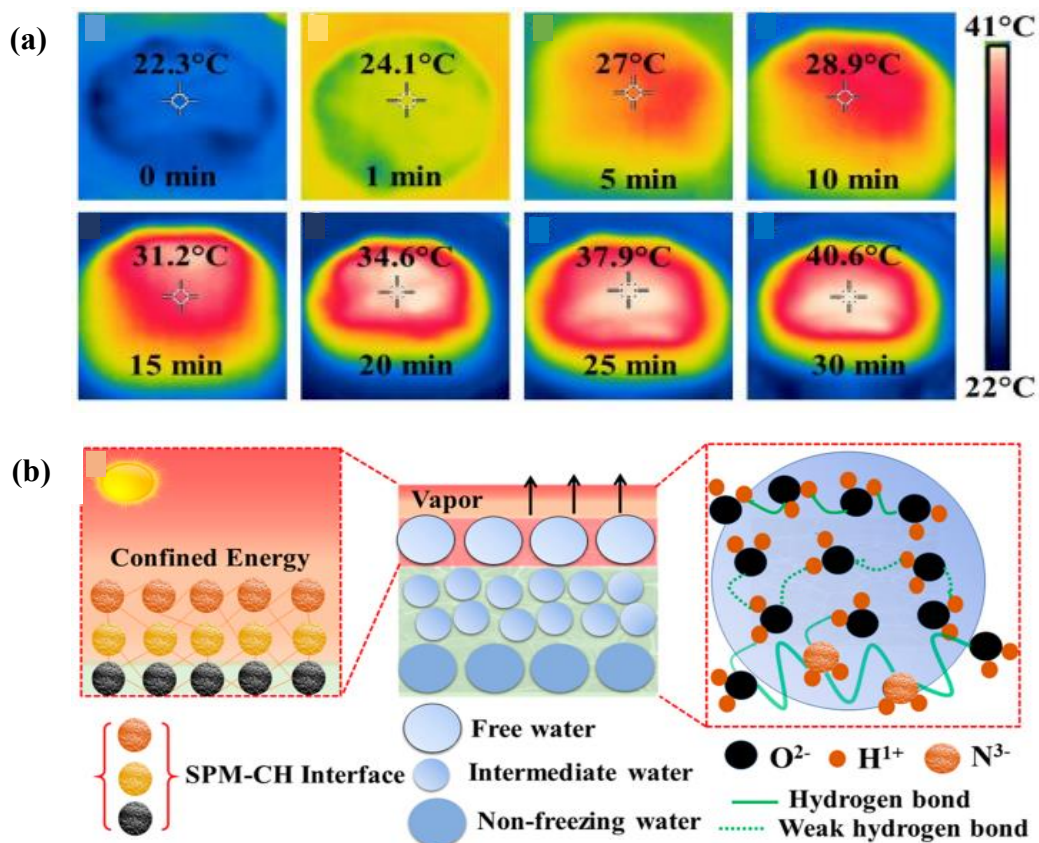 (a)
22.3°C
0 min
24.1°C
1 min
27°C
5 min
28.9°C
10 min
41°C
22°C
31.2°C
15 min
34.6°C
20 min
37.9°C
25 min
40.6°C
30 min
(b)
Confined Energy
Vapor
SPM-CH Interface
Free water
Intermediate water
Non-freezing water
O²⁻ H¹⁺ N³⁻
Hydrogen bond
Weak hydrogen bond